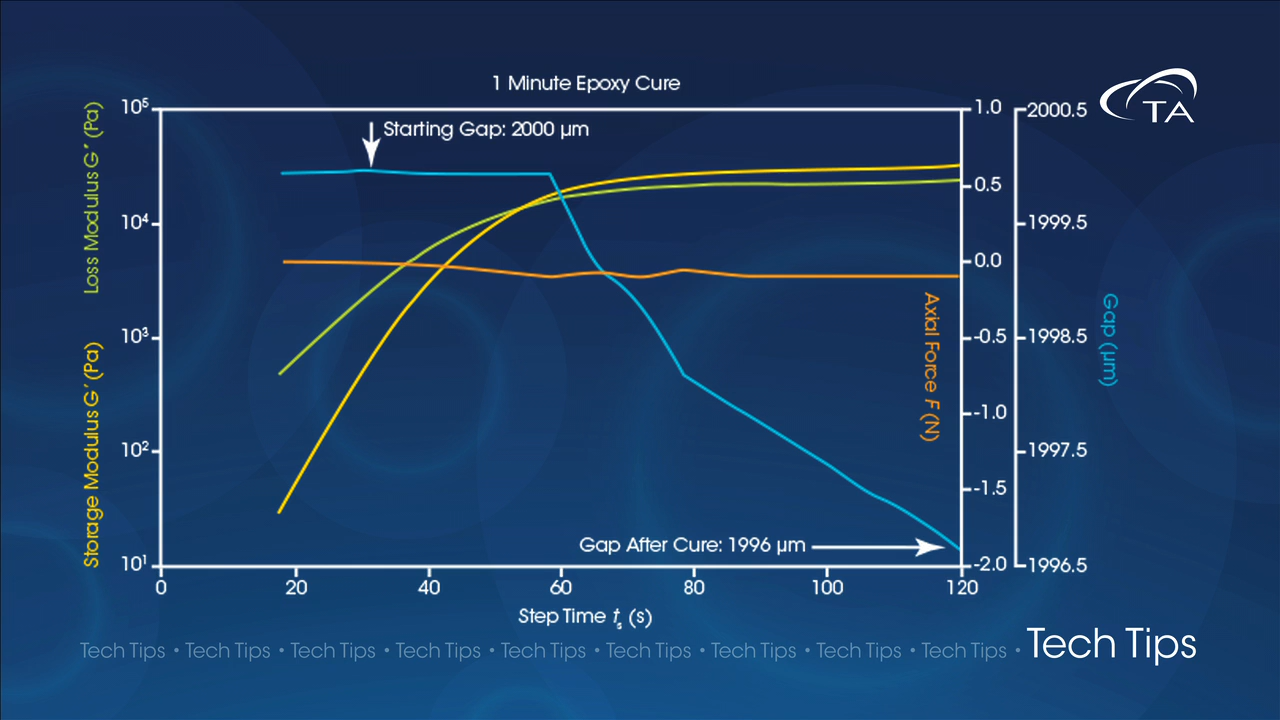 1 Minute Epoxy Cure
TA
Starting Gap: 2000 µm
Loss Modulus G″ (Pa)
Storage Modulus G′ (Pa)
10⁵
10⁴
10³
10²
10¹
1.0
0.5
0.0
-0.5
-1.0
-1.5
-2.0
Axial Force F (N)
2000.5
1999.5
1998.5
1997.5
1996.5
Gap (µm)
Gap After Cure: 1996 µm
0 20 40 60 80 100 120
Step Time tₛ (s)
Tech Tips • Tech Tips • Tech Tips • Tech Tips • Tech Tips • Tech Tips • Tech Tips • Tech Tips • Tech Tips • Tech Tips